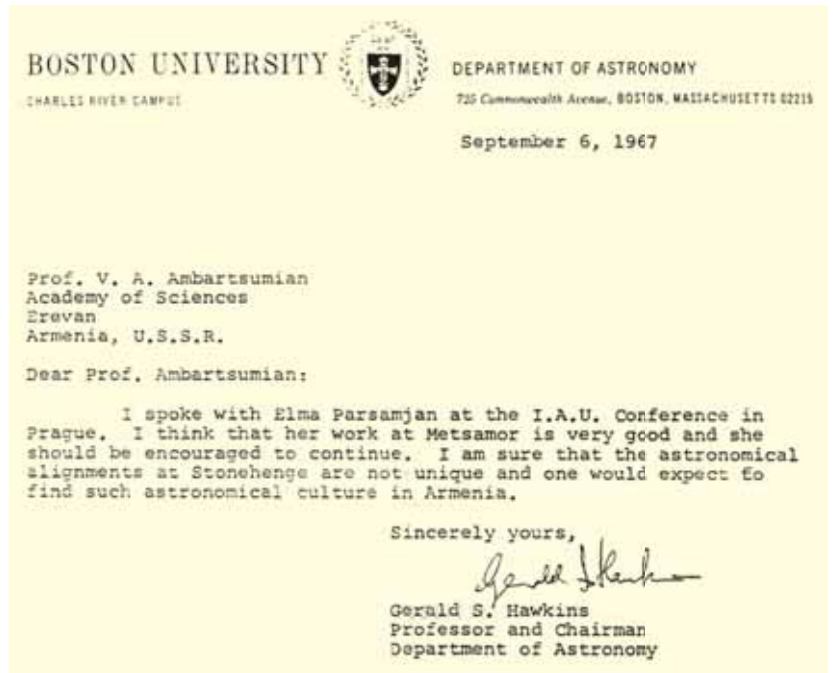 BOSTON UNIVERSITY
CHARLES RIVER CAMPUS
DEPARTMENT OF ASTRONOMY
725 Commonwealth Avenue, BOSTON, MASSACHUSETTS 02215
September 6, 1967
Prof. V. A. Ambartsumian
Academy of Sciences
Erevan
Armenia, U.S.S.R.
Dear Prof. Ambartsumian:
I spoke with Elma Parsamjan at the I.A.U. Conference in
Prague. I think that her work at Metsamor is very good and she
should be encouraged to continue. I am sure that the astronomical
alignments at Stonehenge are not unique and one would expect to
find such astronomical culture in Armenia.
Sincerely yours,
Gerald S. Hawkins
Gerald S. Hawkins
Professor and Chairman
Department of Astronomy